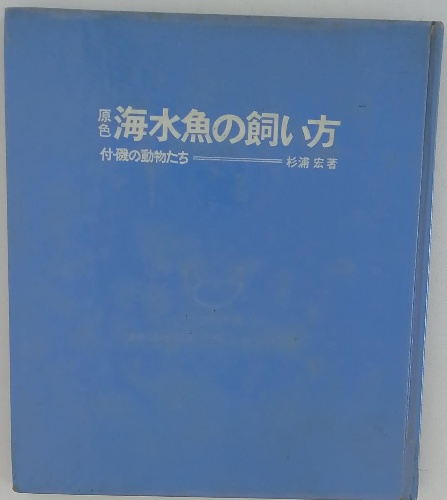 原色 海水魚の飼い方
付・磯の動物たち 杉浦 宏著